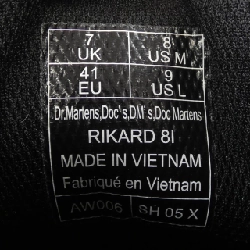 7 8
UK US M
41 9
EU US L
Dr.Martens,Doc's,DM's,Doc Martens
RIKARD 8I
MADE IN VIETNAM
Fabriqué en Vietnam
AW006 SH 05 X